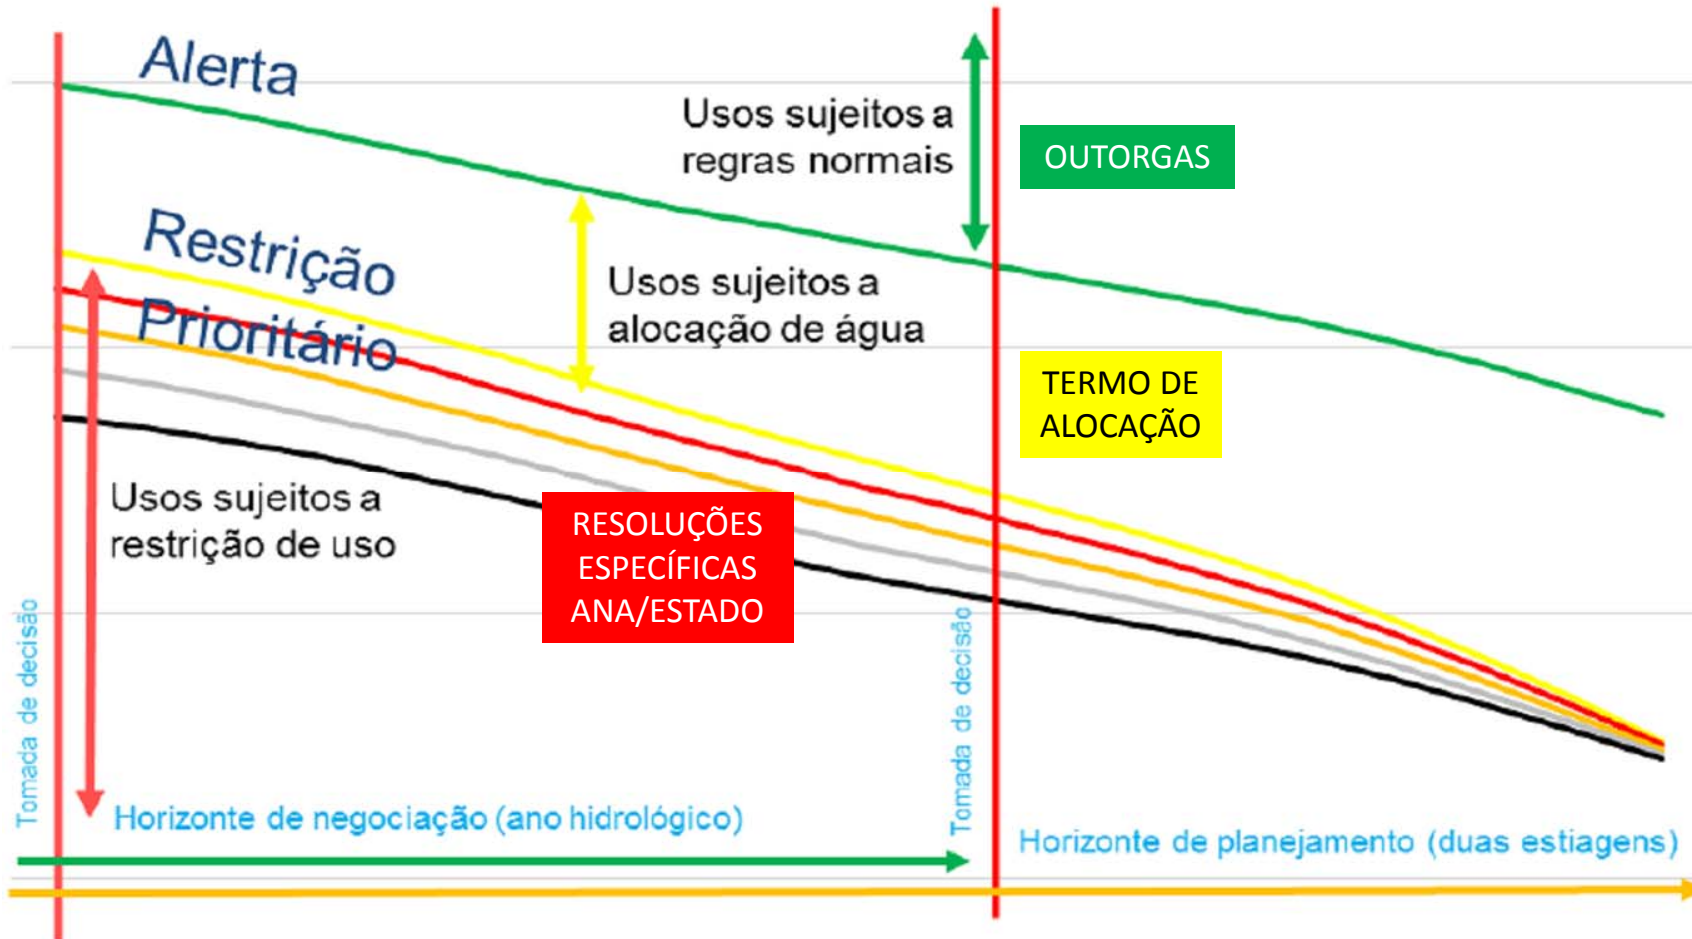 Alerta
Usos sujeitos a
regras normais
OUTORGAS
Restrição
Usos sujeitos a
alocação de água
Prioritário
TERMO DE
ALOCAÇÃO
Usos sujeitos a
restrição de uso
RESOLUÇÕES
ESPECÍFICAS
ANA/ESTADO
Tomada de decisão
Tomada de decisão
Horizonte de negociação (ano hidrológico)
Horizonte de planejamento (duas estiagens)